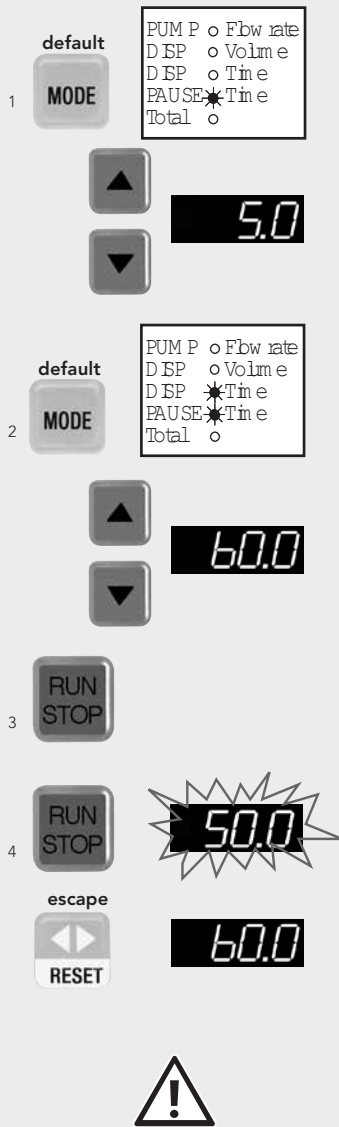 default
1
MODE
PUMP Flow rate
DISP Volume
DISP Time
PAUSE Time
Total
5.0
default
2
MODE
PUMP Flow rate
DISP Volume
DISP Time
PAUSE Time
Total
60.0
3
RUN
STOP
4
RUN
STOP
50.0
escape
RESET
60.0
!